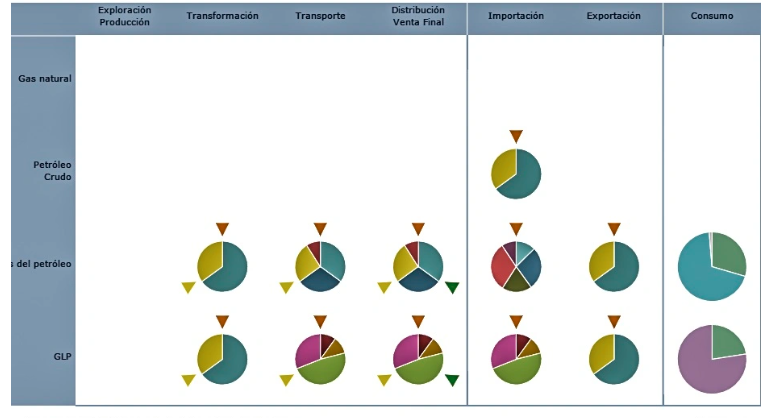 Exploración
Producción
Transformación
Transporte
Distribución
Venta Final
Importación
Exportación
Consumo
Gas natural
Petróleo
Crudo
s del petróleo
GLP